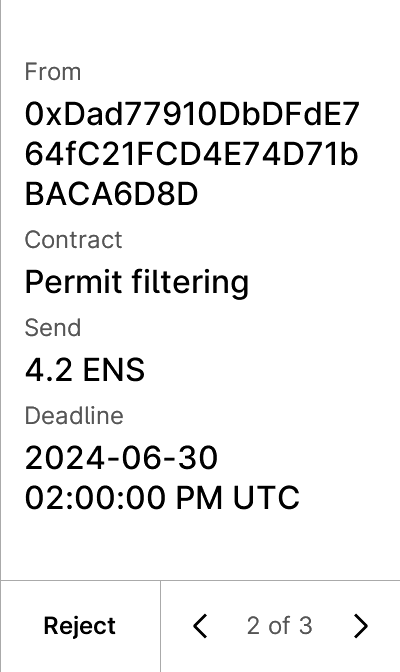 From
0xDad77910DbDFdE7
64fC21FCD4E74D71b
BACA6D8D
Contract
Permit filtering
Send
4.2 ENS
Deadline
2024-06-30
02:00:00 PM UTC
Reject
2 of 3